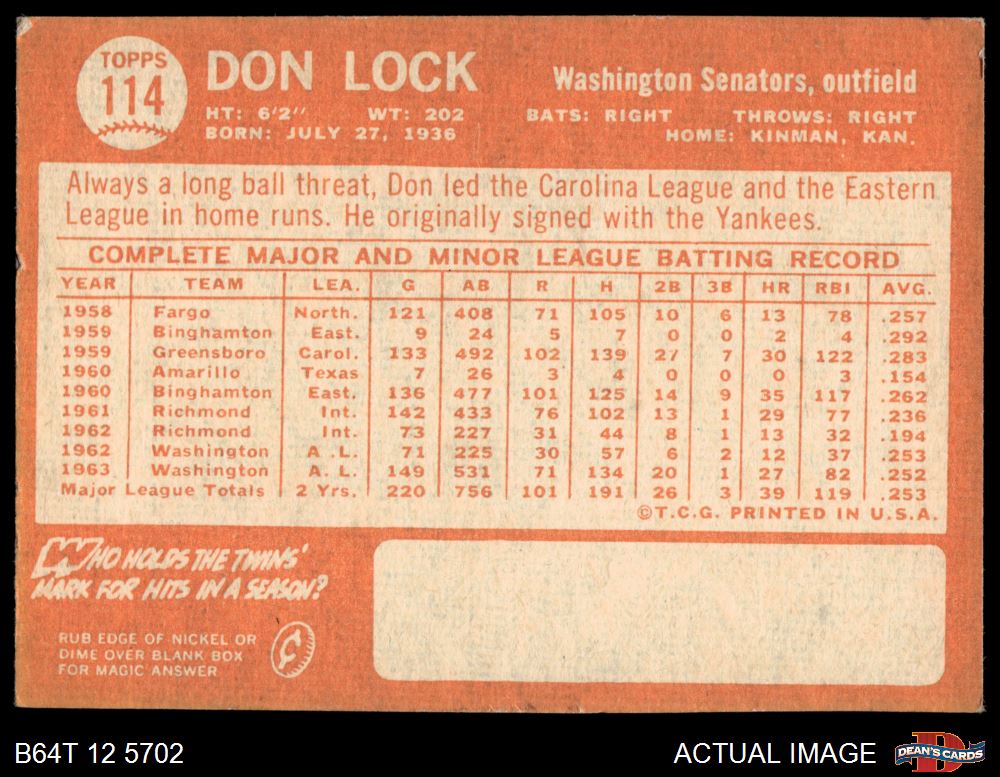 TOPPS
114
DON LOCK
Washington Senators, outfield
HT: 6'2" WT: 202 BATS: RIGHT THROWS: RIGHT
BORN: JULY 27, 1936 HOME: KINMAN, KAN.
Always a long ball threat, Don led the Carolina League and the Eastern
League in home runs. He originally signed with the Yankees.
COMPLETE MAJOR AND MINOR LEAGUE BATTING RECORD
YEAR TEAM LEA. G AB R H 2B 3B HR RBI AVG.
1958 Fargo North. 121 408 71 105 10 6 13 78 .257
1959 Binghamton East. 9 24 5 7 0 0 2 4 .292
1959 Greensboro Carol. 133 492 102 139 27 7 30 122 .283
1960 Amarillo Texas 7 26 3 4 0 0 0 3 .154
1960 Binghamton East. 136 477 101 125 14 9 35 117 .262
1961 Richmond Int. 142 433 76 102 13 1 29 77 .236
1962 Richmond Int. 73 227 31 44 8 1 13 32 .194
1962 Washington A .L. 71 225 30 57 6 2 12 37 .253
1963 Washington A. L. 149 531 71 134 20 1 27 82 .252
Major League Totals 2 Yrs. 220 756 101 191 26 3 39 119 .253
©T.C.G. PRINTED IN U.S.A.
WHO HOLDS THE TWINS'
MARK FOR HITS IN A SEASON?
RUB EDGE OF NICKEL OR
DIME OVER BLANK BOX
FOR MAGIC ANSWER
¢
B64T 12 5702
ACTUAL IMAGE
D
DEAN'S CARDS